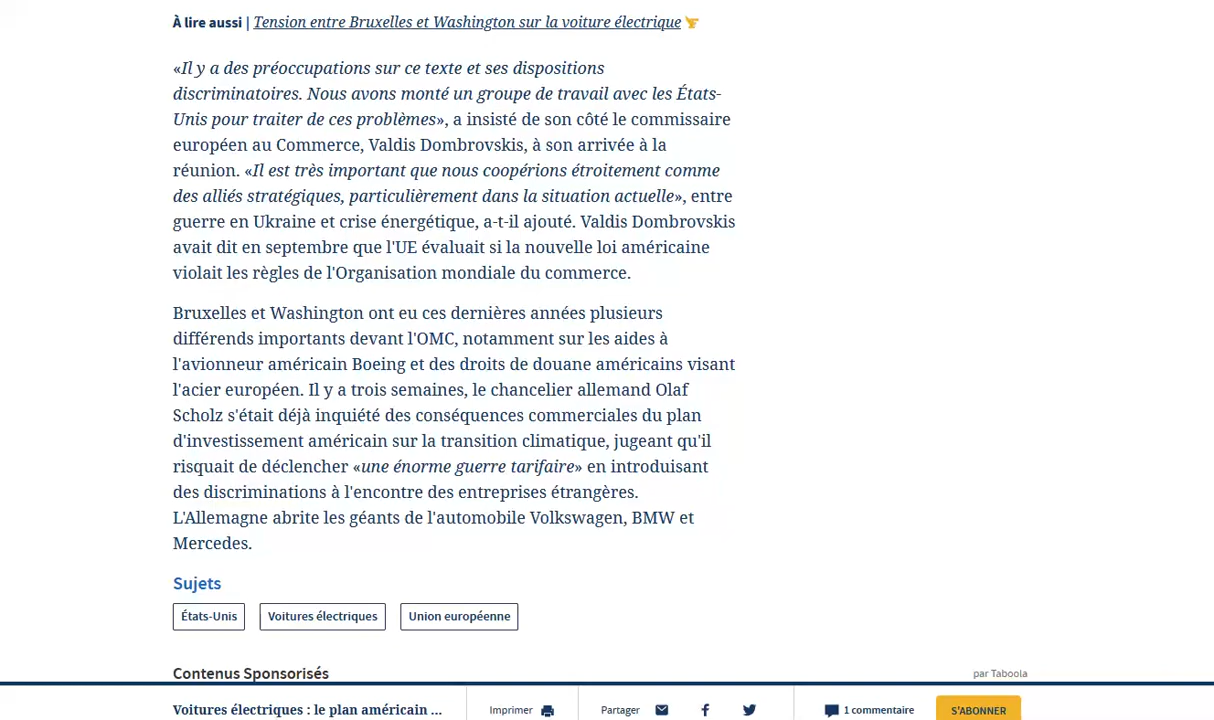 À lire aussi | Tension entre Bruxelles et Washington sur la voiture électrique
«Il y a des préoccupations sur ce texte et ses dispositions
discriminatoires. Nous avons monté un groupe de travail avec les États-
Unis pour traiter de ces problèmes», a insisté de son côté le commissaire
européen au Commerce, Valdis Dombrovskis, à son arrivée à la
réunion. «Il est très important que nous coopérions étroitement comme
des alliés stratégiques, particulièrement dans la situation actuelle», entre
guerre en Ukraine et crise énergétique, a-t-il ajouté. Valdis Dombrovskis
avait dit en septembre que l'UE évaluait si la nouvelle loi américaine
violait les règles de l'Organisation mondiale du commerce.
Bruxelles et Washington ont eu ces dernières années plusieurs
différends importants devant l'OMC, notamment sur les aides à
l'avionneur américain Boeing et des droits de douane américains visant
l'acier européen. Il y a trois semaines, le chancelier allemand Olaf
Scholz s'était déjà inquiété des conséquences commerciales du plan
d'investissement américain sur la transition climatique, jugeant qu'il
risquait de déclencher «une énorme guerre tarifaire» en introduisant
des discriminations à l'encontre des entreprises étrangères.
L'Allemagne abrite les géants de l'automobile Volkswagen, BMW et
Mercedes.
Sujets
États-Unis Voitures électriques Union européenne
Contenus Sponsorisés par Taboola
Voitures électriques : le plan américain ... Imprimer Partager 1 commentaire S'ABONNER